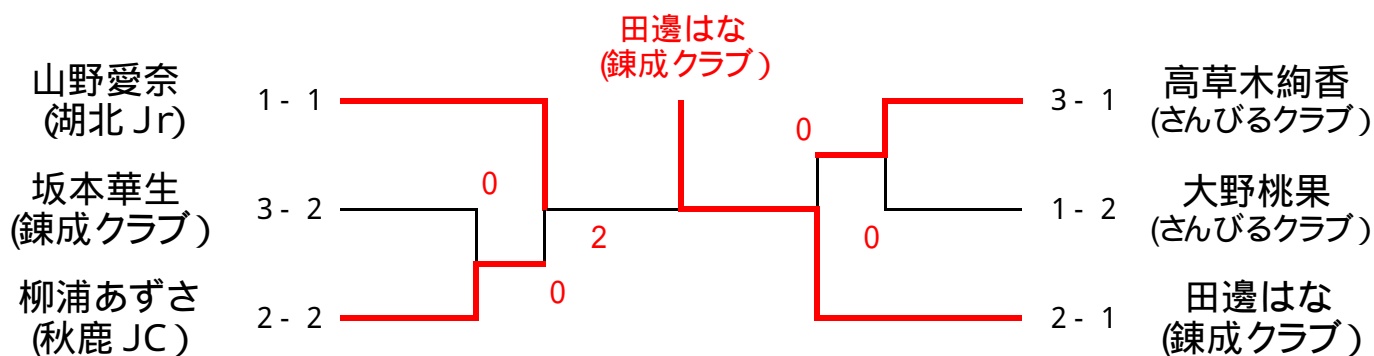 田邊はな
(錬成クラブ)
山野愛奈
(湖北Jr)
1-1
坂本華生
(錬成クラブ)
3-2
0
柳浦あずさ
(秋鹿JC)
2-2
0
2
0
高草木絢香
(さんびるクラブ)
3-1
大野桃果
(さんびるクラブ)
1-2
0
田邊はな
(錬成クラブ)
2-1